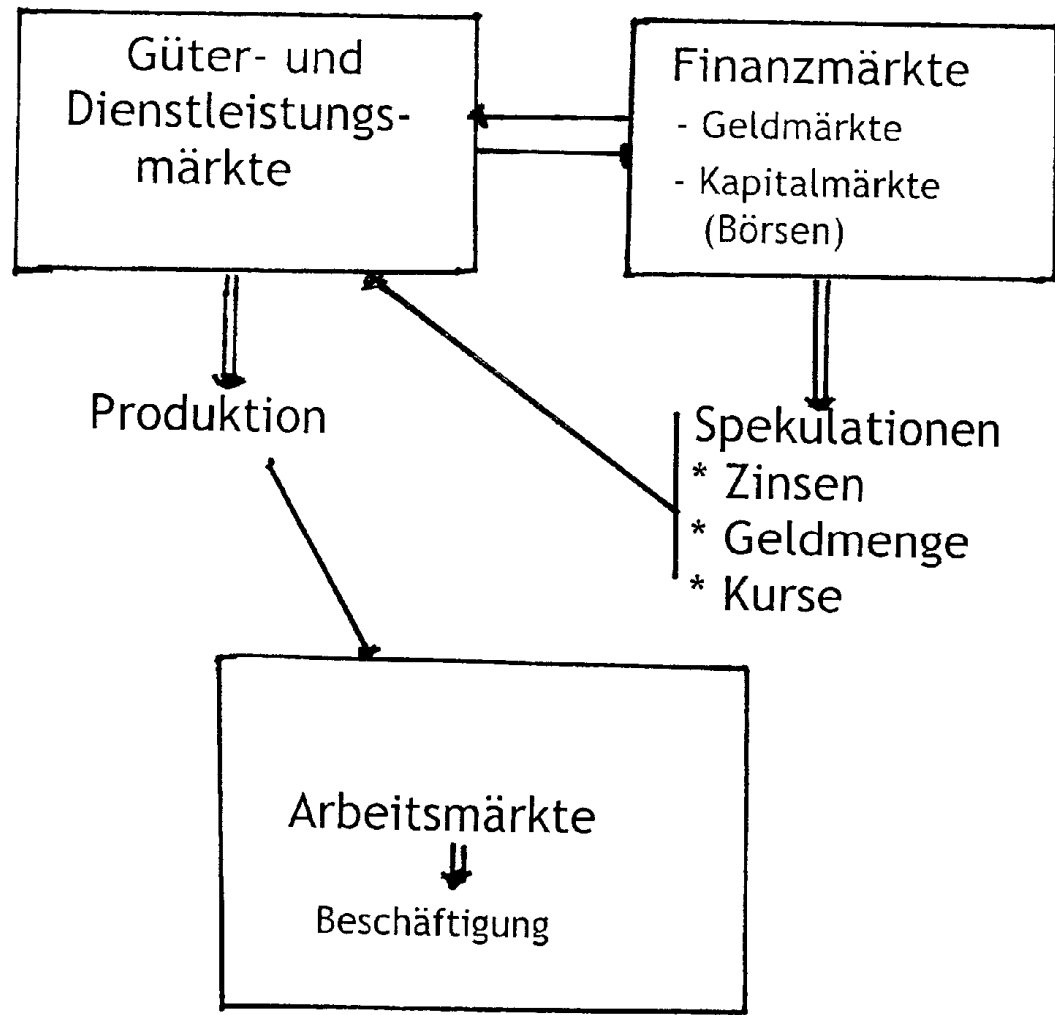 Güter- und
Dienstleistungs-
märkte
Finanzmärkte
- Geldmärkte
- Kapitalmärkte
(Börsen)
Produktion
Spekulationen
* Zinsen
* Geldmenge
* Kurse
Arbeitsmärkte
Beschäftigung